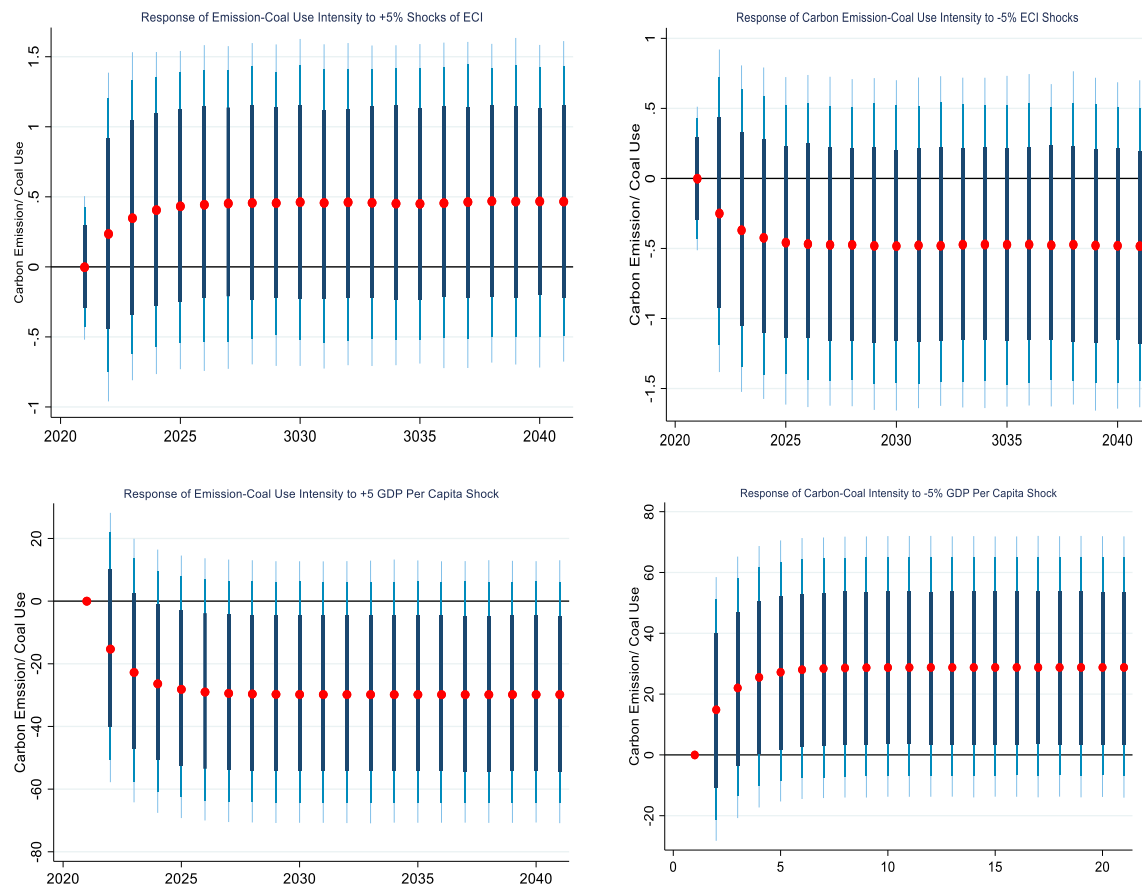 Response of Emission-Coal Use Intensity to +5% Shocks of ECI
Carbon Emission/ Coal Use
1.5
1
.5
0
-.5
-1
2020 2025 3030 3035 2040
Response of Carbon Emission-Coal Use Intensity to -5% ECI Shocks
Carbon Emission/ Coal Use
1
.5
0
-.5
-1
-1.5
2020 2025 2030 3035 2040
Response of Emission-Coal Use Intensity to +5 GDP Per Capita Shock
Carbon Emssion/ Coal Use
20
0
-20
-40
-60
-80
2020 2025 3030 3035 2040
Response of Carbon-Coal Intensity to -5% GDP Per Capita Shock
Carbon Emission/ Coal Use
80
60
40
20
0
-20
0 5 10 15 20